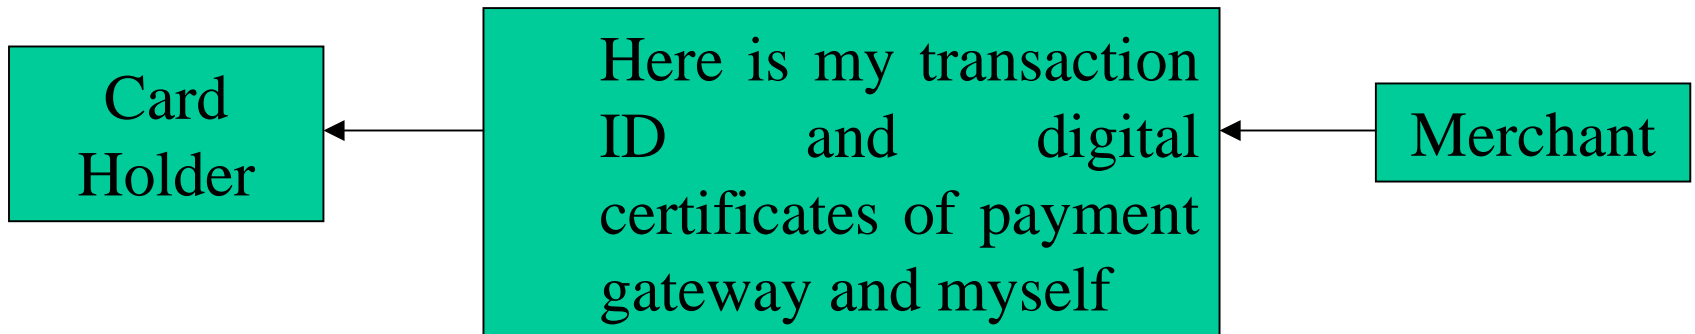 Card
Holder
Here is my transaction
ID and digital
certificates of payment
gateway and myself
Merchant